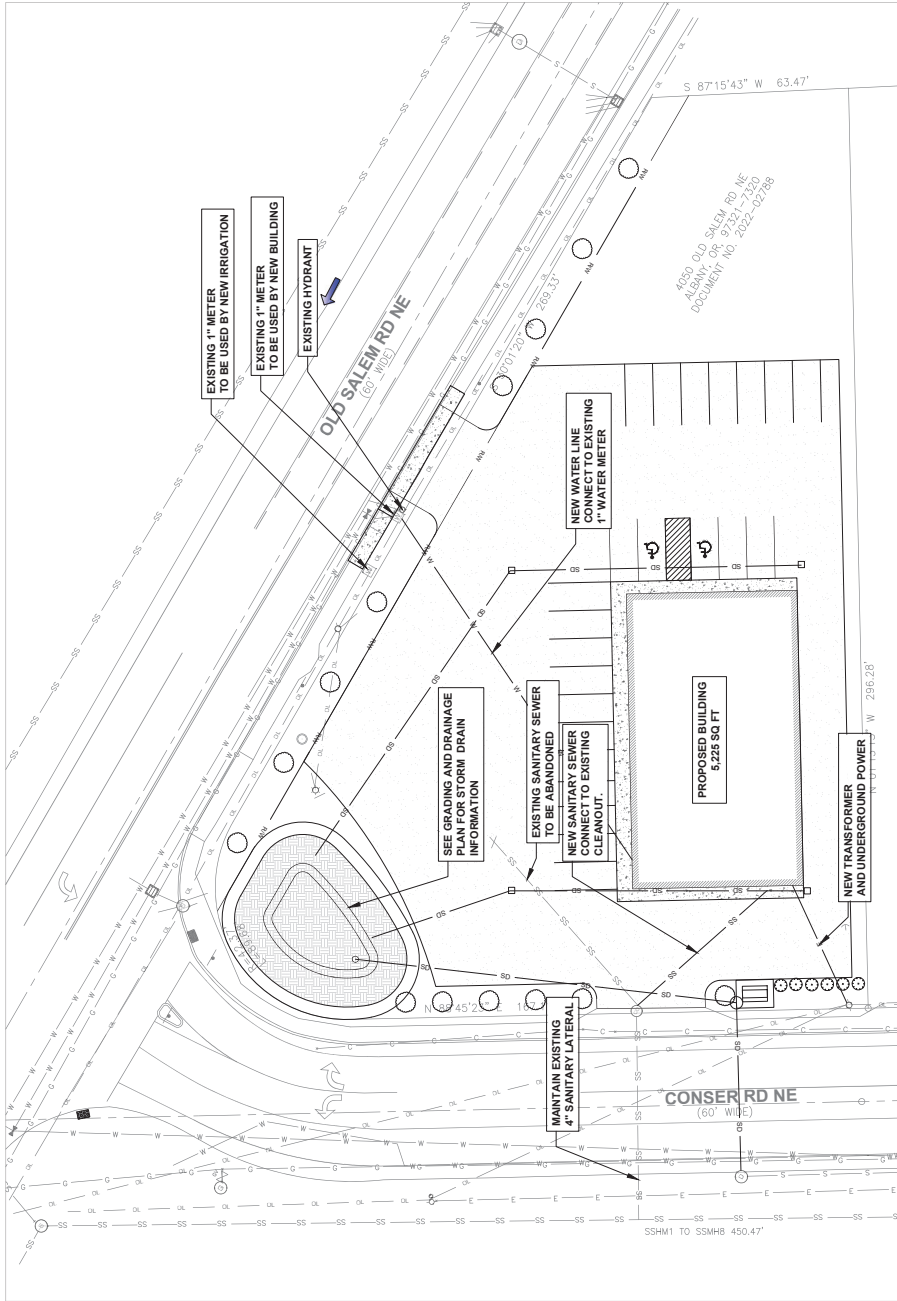 S 87°15'43" W 63.47'
EXISTING 1" METER
TO BE USED BY NEW IRRIGATION
EXISTING 1" METER
TO BE USED BY NEW BUILDING
EXISTING HYDRANT
OLD SALEM RD NE
(60' WIDE)
4050 OLD SALEM RD NE
ALBANY, OR, 97321-7320
DOCUMENT NO. 2022-02788
269.33'
NEW WATER LINE
CONNECT TO EXISTING
1" WATER METER
SEE GRADING AND DRAINAGE
PLAN FOR STORM DRAIN
INFORMATION
EXISTING SANITARY SEWER
TO BE ABANDONED
NEW SANITARY SEWER
CONNECT TO EXISTING
CLEANOUT.
PROPOSED BUILDING
5,225 SQ FT
W 296.28'
NEW TRANSFORMER
AND UNDERGROUND POWER
MAINTAIN EXISTING
4" SANITARY LATERAL
CONSER RD NE
(60' WIDE)
SSHM1 TO SSMH8 450.47'